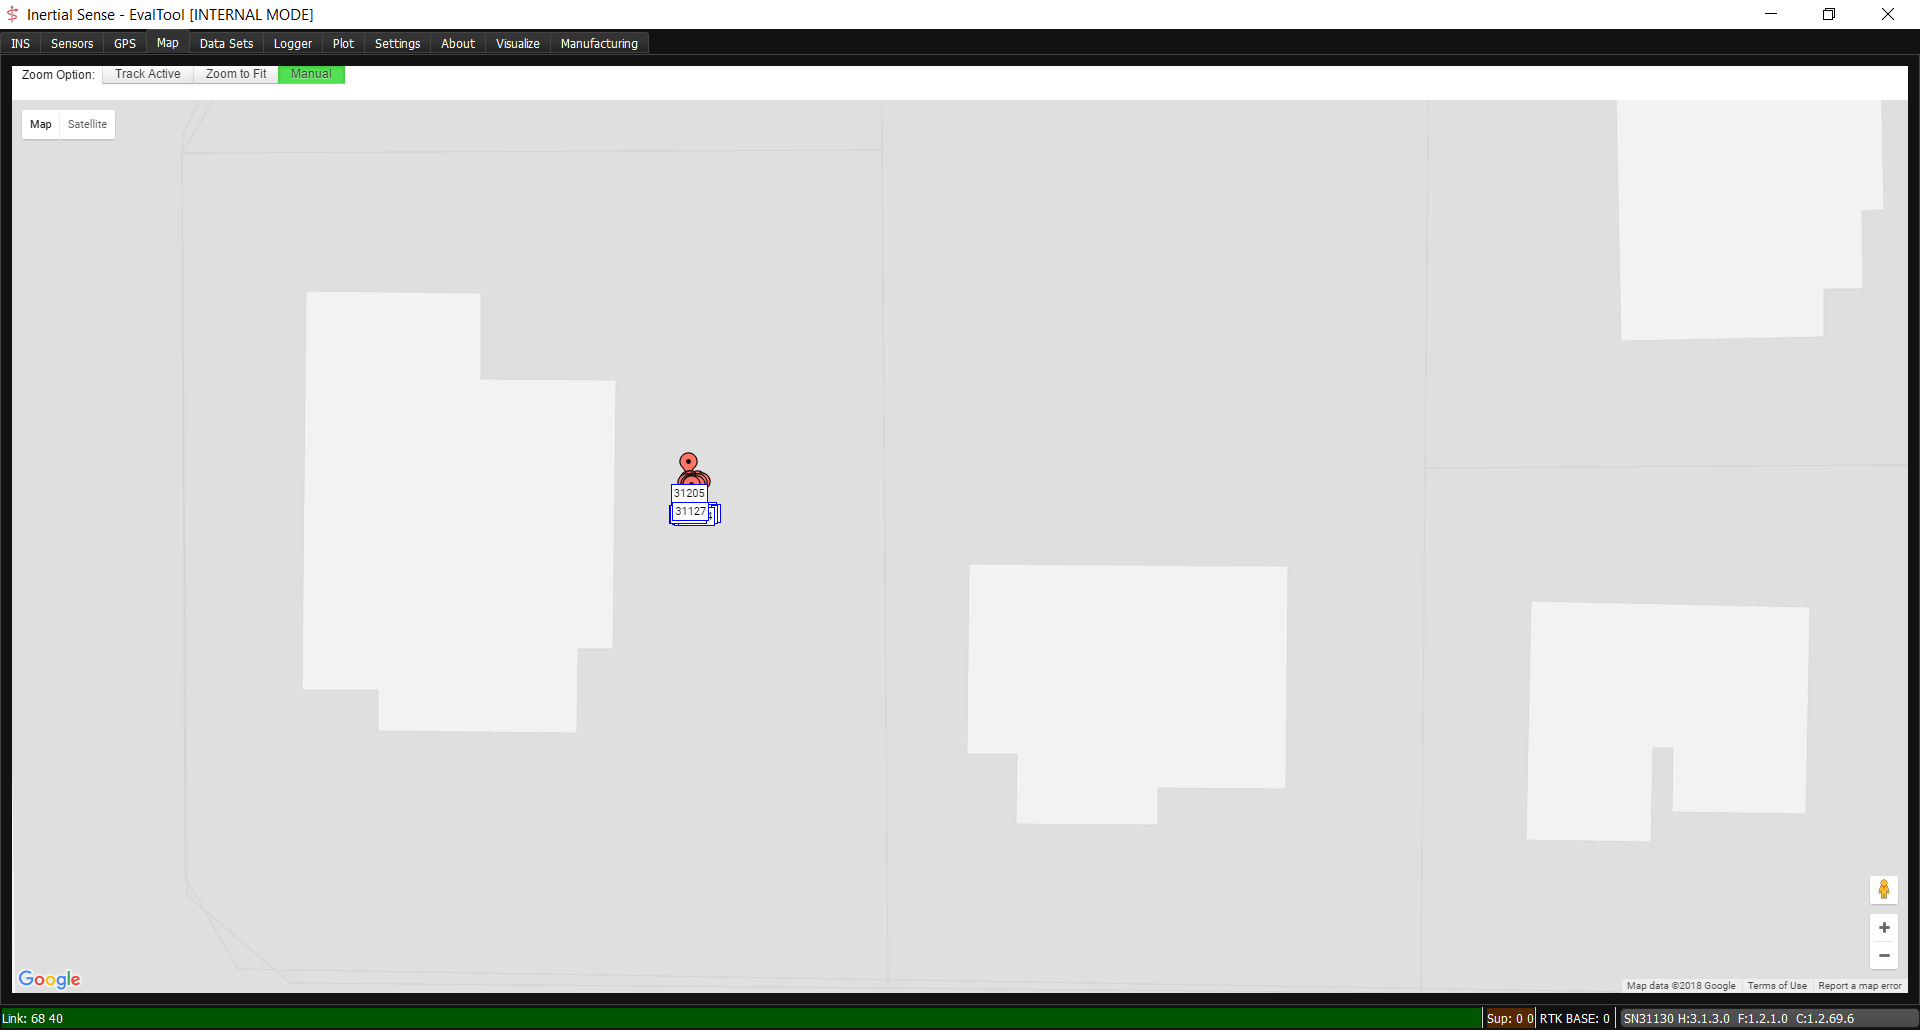 Inertial Sense - EvalTool [INTERNAL MODE]
INS Sensors GPS Map Data Sets Logger Plot Settings About Visualize Manufacturing
Zoom Option: Track Active Zoom to Fit Manual
Map Satellite
31205
31127
Google
Map data ©2018 Google Terms of Use Report a map error
Link: 68 40 Sup: 0 0 RTK BASE: 0 SN31130 H:3.1.3.0 F:1.2.1.0 C:1.2.69.6